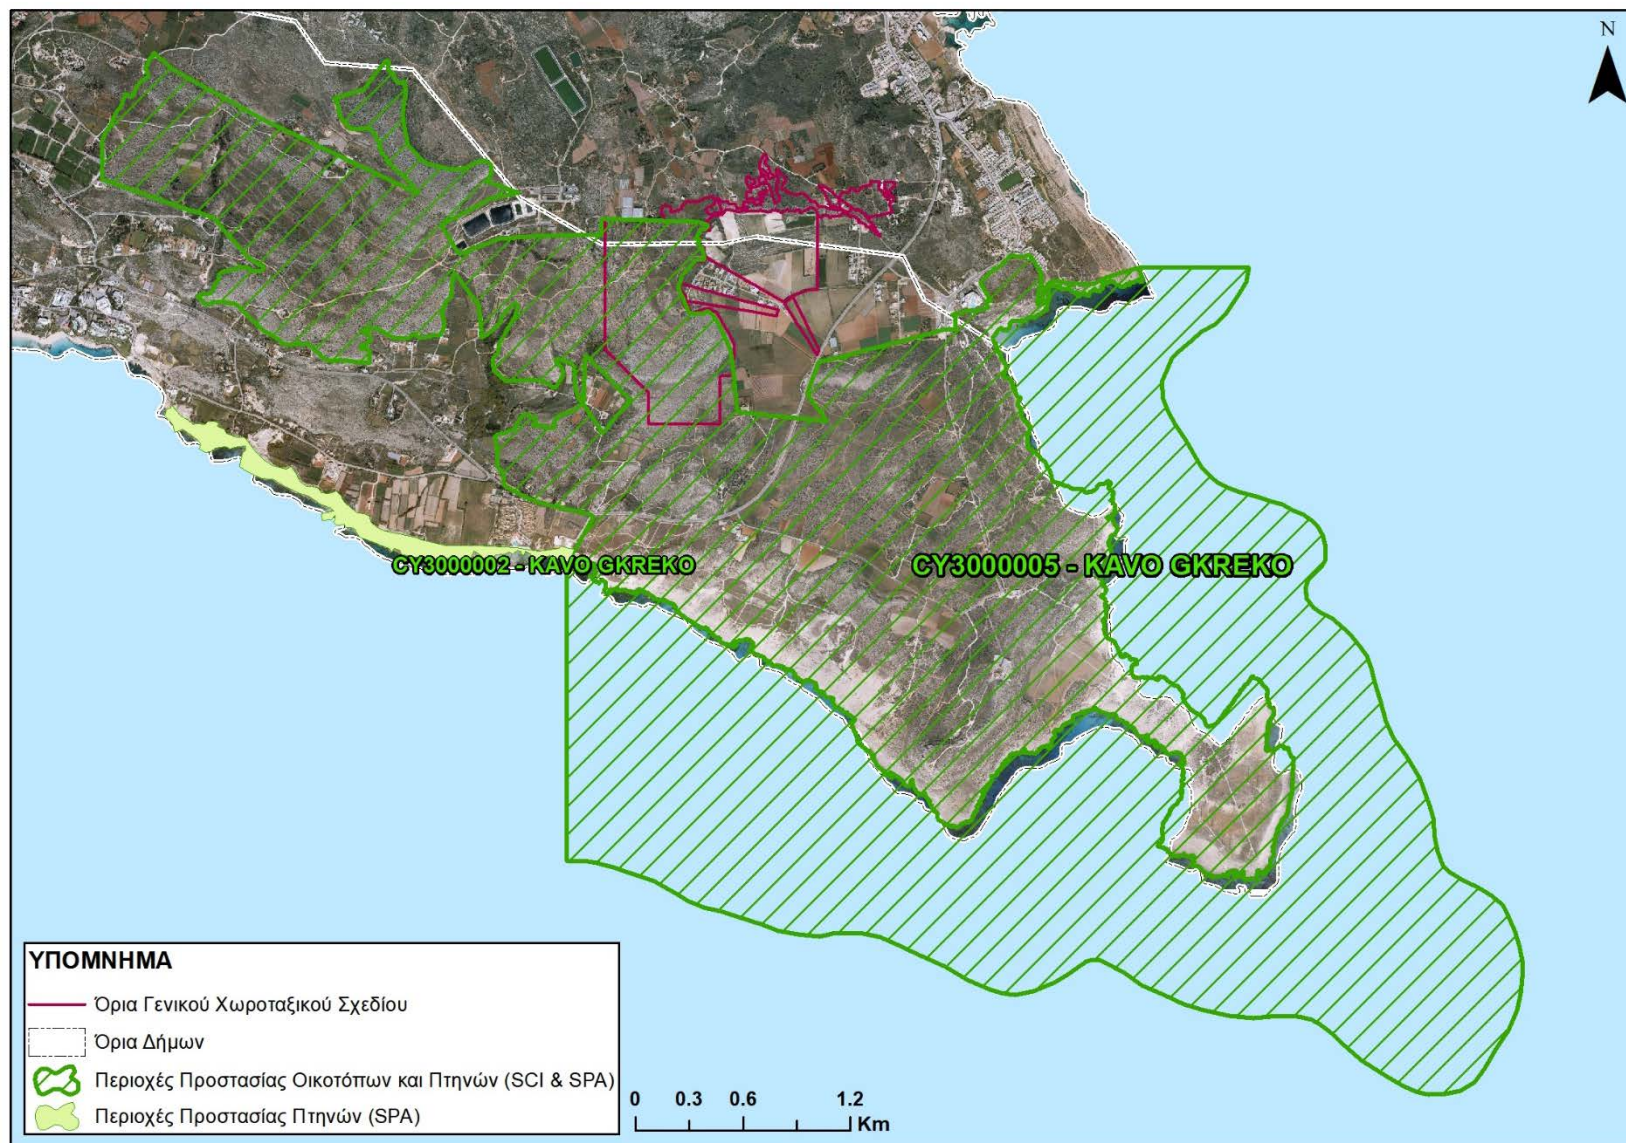 N
CY3000002 - KAVO GKREKO
CY3000005 - KAVO GKREKO
ΥΠΟΜΝΗΜΑ
Όρια Γενικού Χωροταξικού Σχεδίου
Όρια Δήμων
Περιοχές Προστασίας Οικοτόπων και Πτηνών (SCI & SPA)
Περιοχές Προστασίας Πτηνών (SPA)
0 0.3 0.6 1.2
Km